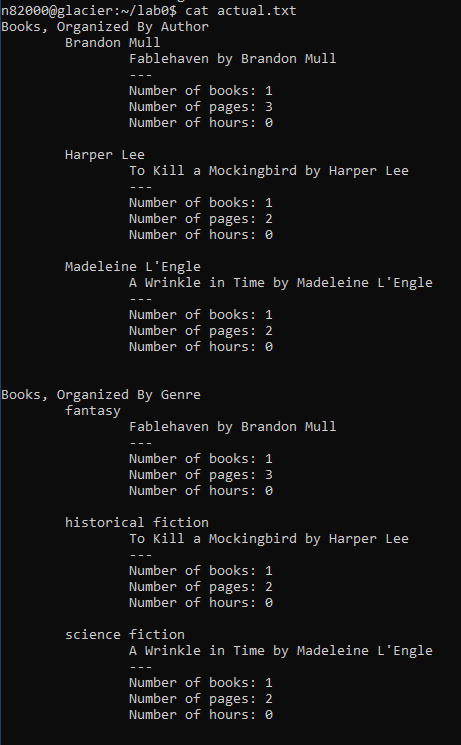 n82000@glacier:~/lab0$ cat actual.txt
Books, Organized By Author
Brandon Mull
Fablehaven by Brandon Mull
---
Number of books: 1
Number of pages: 3
Number of hours: 0
Harper Lee
To Kill a Mockingbird by Harper Lee
---
Number of books: 1
Number of pages: 2
Number of hours: 0
Madeleine L'Engle
A Wrinkle in Time by Madeleine L'Engle
---
Number of books: 1
Number of pages: 2
Number of hours: 0
Books, Organized By Genre
fantasy
Fablehaven by Brandon Mull
---
Number of books: 1
Number of pages: 3
Number of hours: 0
historical fiction
To Kill a Mockingbird by Harper Lee
---
Number of books: 1
Number of pages: 2
Number of hours: 0
science fiction
A Wrinkle in Time by Madeleine L'Engle
---
Number of books: 1
Number of pages: 2
Number of hours: 0